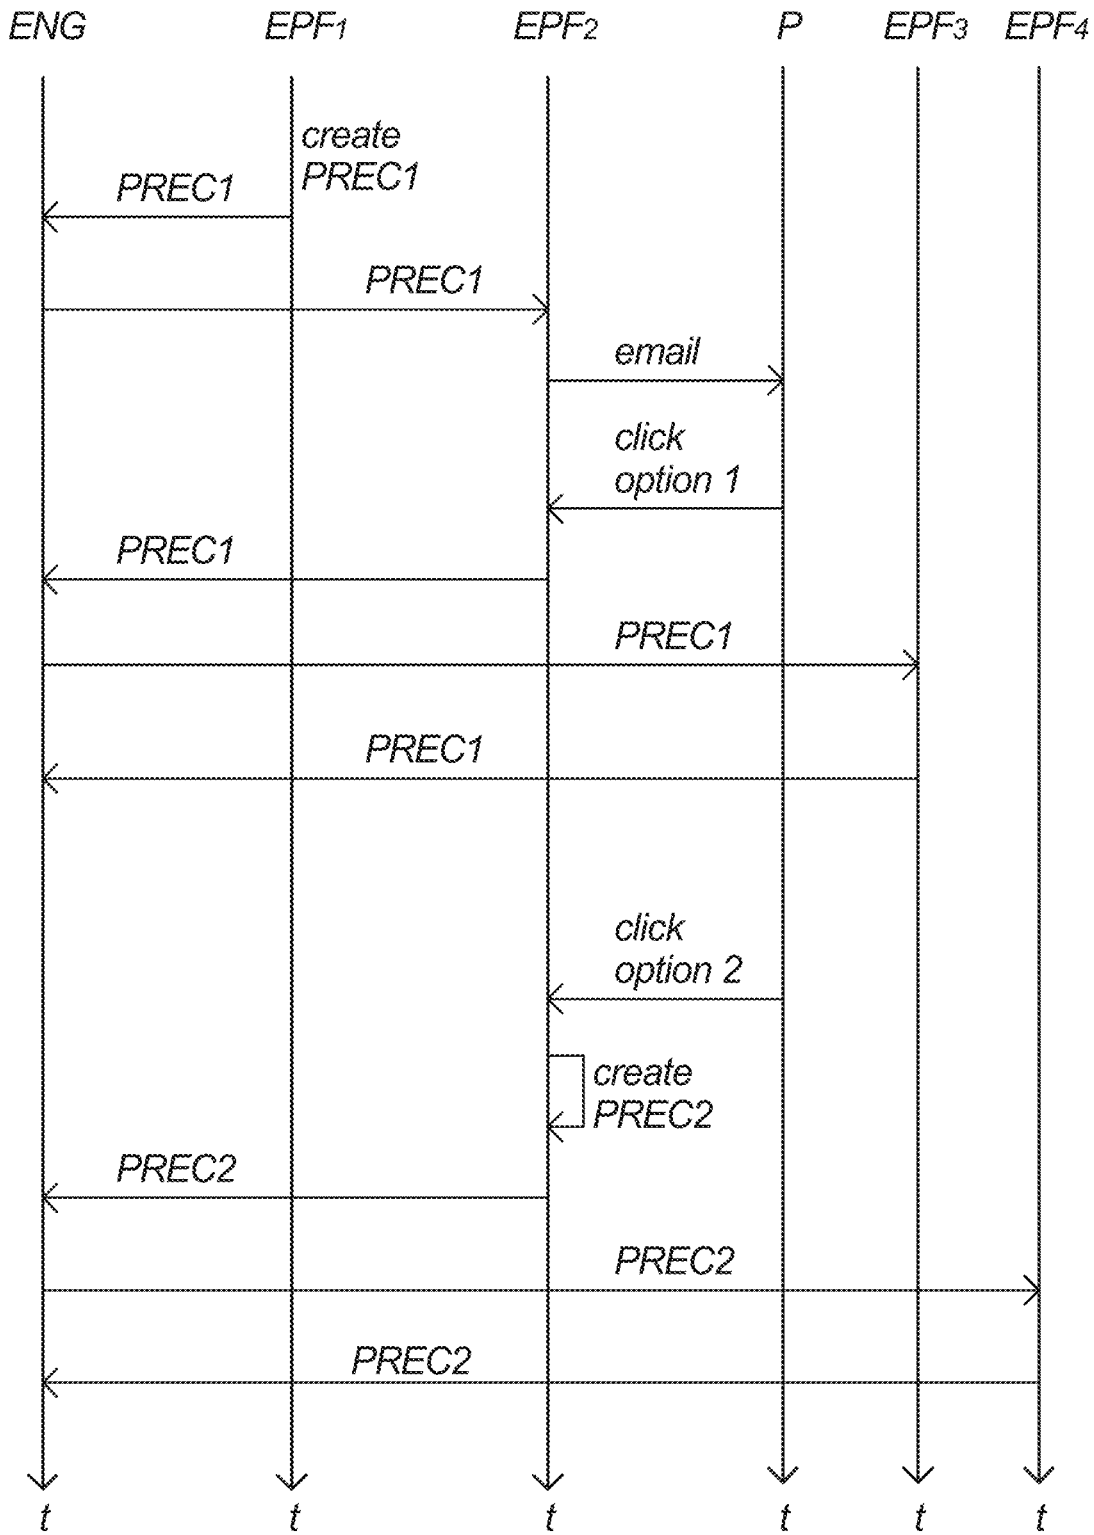 ENG EPF1 EPF2 P EPF3 EPF4
create
PREC1
PREC1
PREC1
email
click
option 1
PREC1
PREC1
PREC1
click
option 2
create
PREC2
PREC2
PREC2
PREC2
t t t t t t